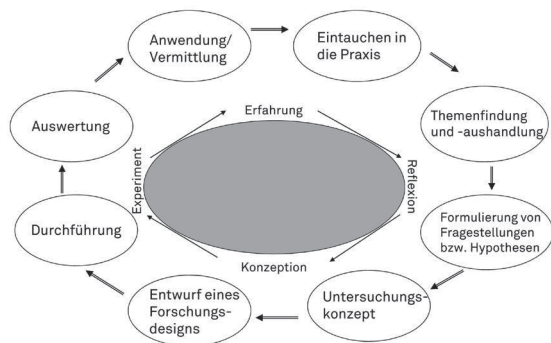 Anwendung/
Vermittlung
Eintauchen in
die Praxis
Themenfindung
und -aushandlung
Formulierung von
Fragestellungen
bzw. Hypothesen
Untersuchungs-
konzept
Entwurf eines
Forschungs-
designs
Durchführung
Auswertung
Erfahrung
Reflexion
Konzeption
Experiment